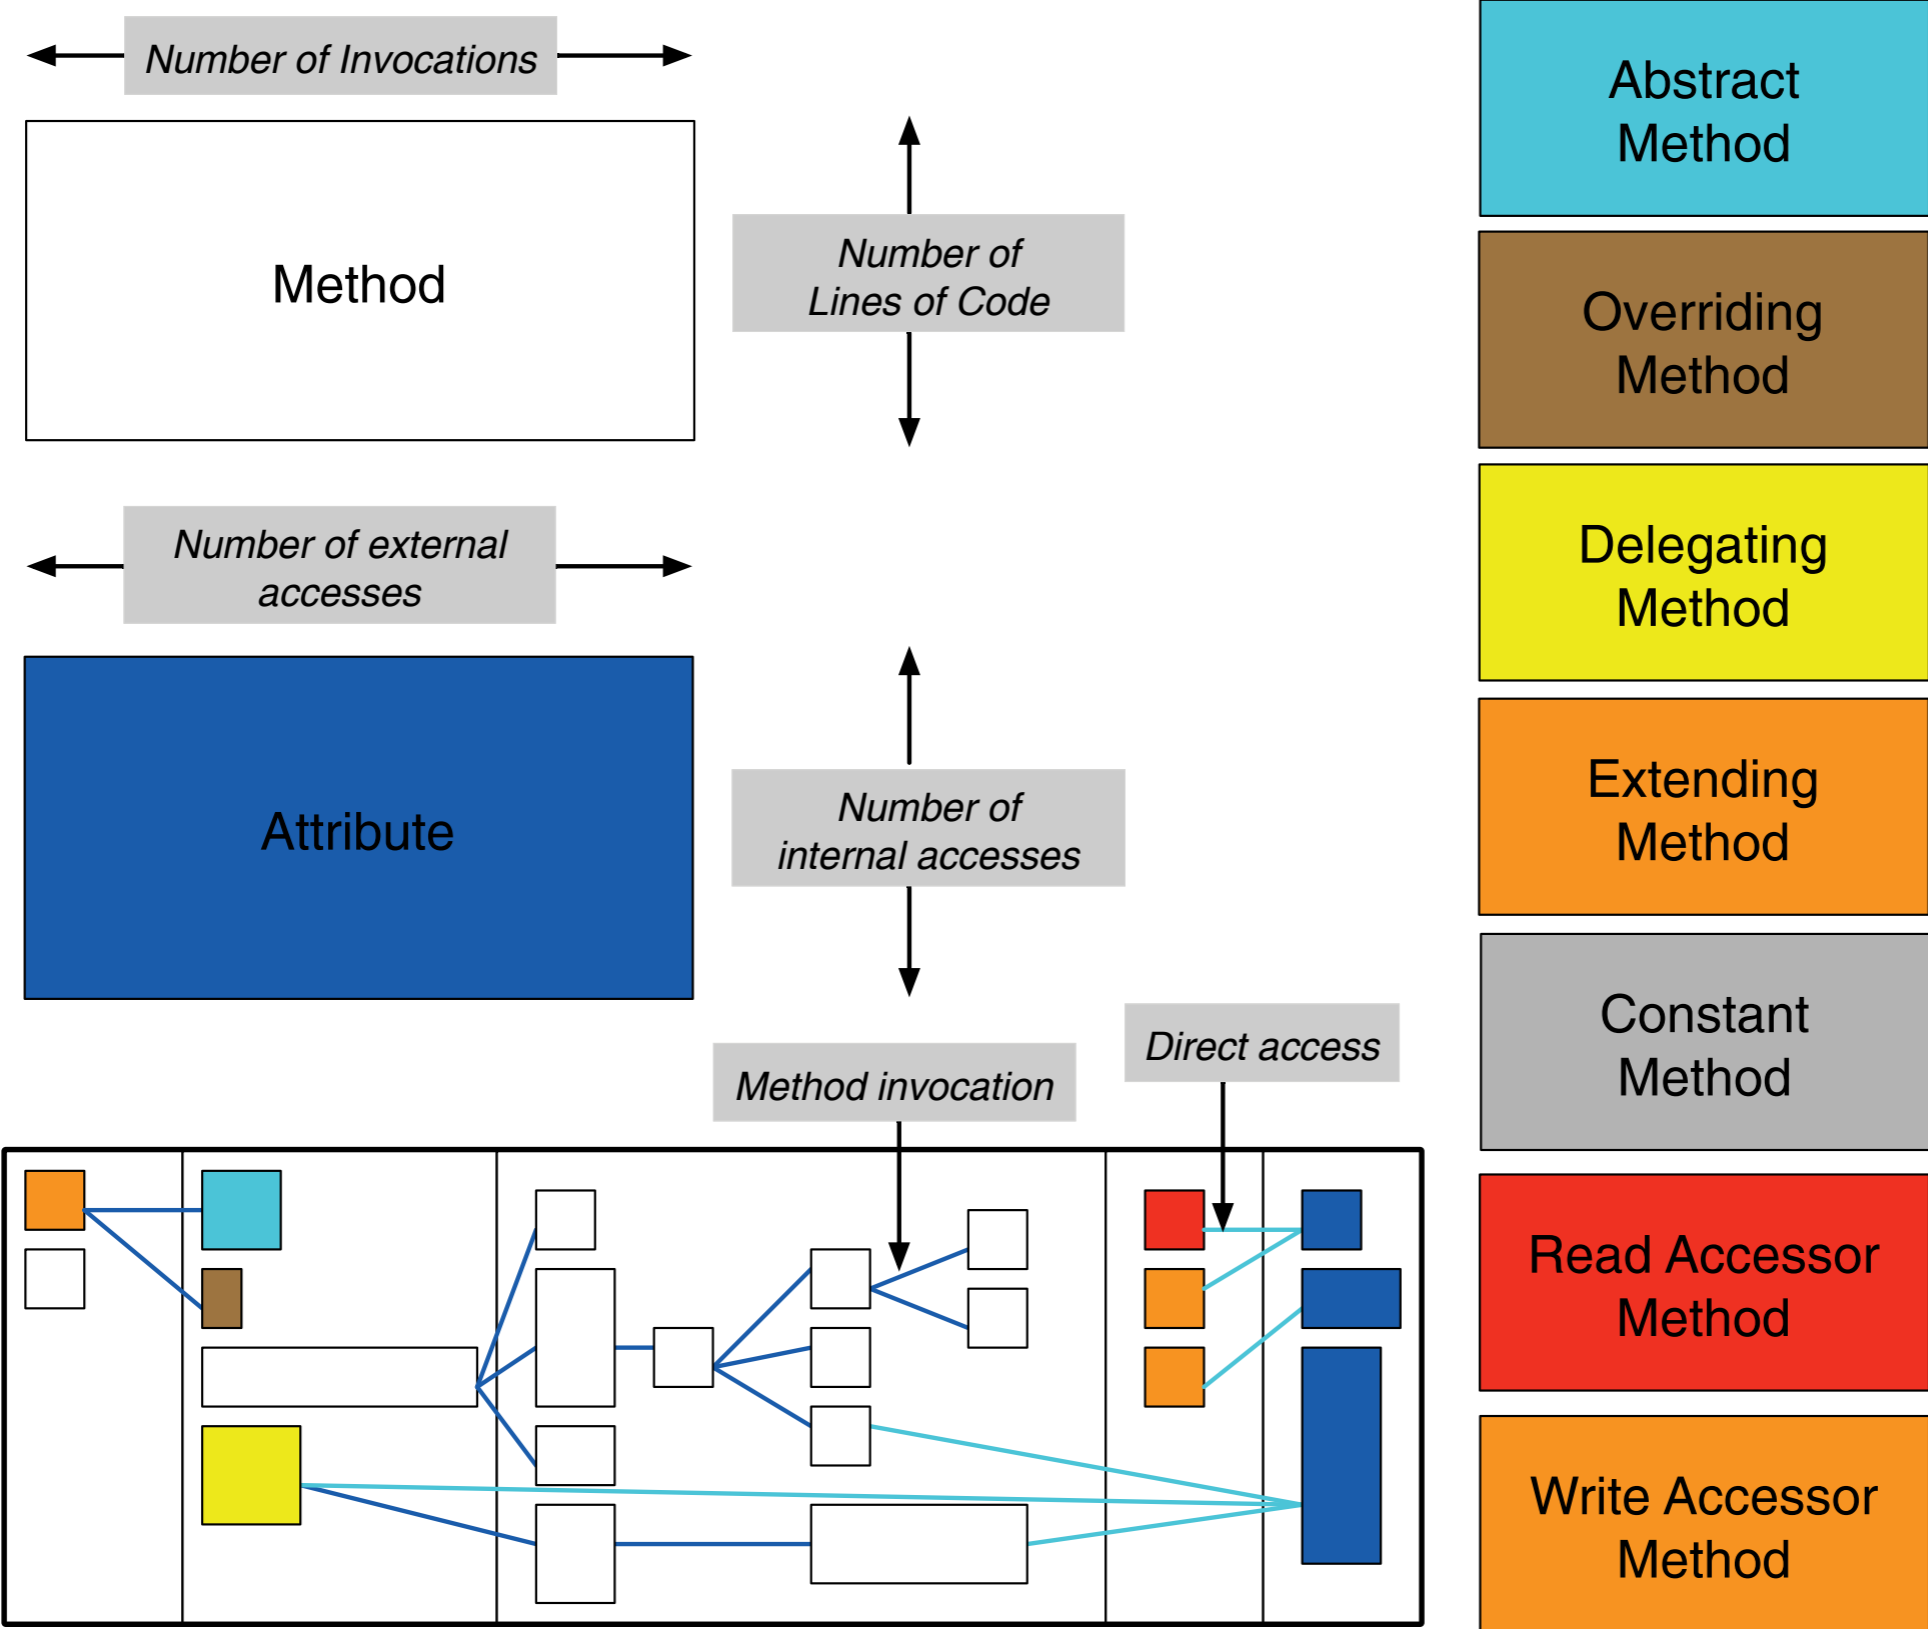 Number of Invocations
Method
Number of
Lines of Code
Number of external
accesses
Attribute
Number of
internal accesses
Method invocation
Direct access
Abstract
Method
Overriding
Method
Delegating
Method
Extending
Method
Constant
Method
Read Accessor
Method
Write Accessor
Method